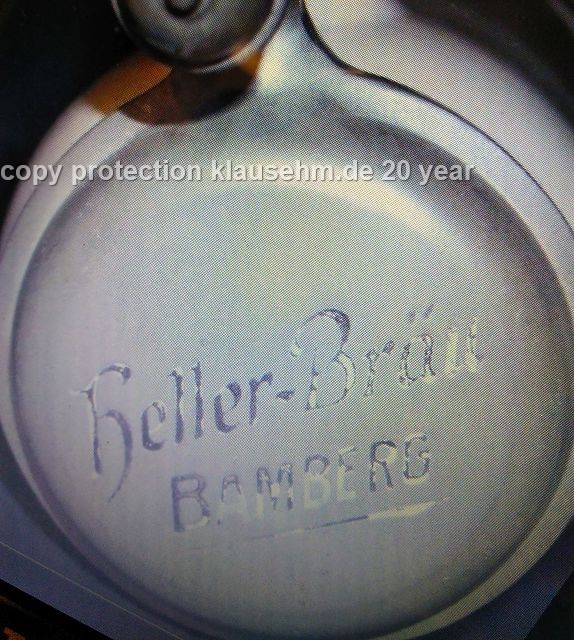 copy protection klausehm.de 20 year
Heller-Bräu
BAMBERG